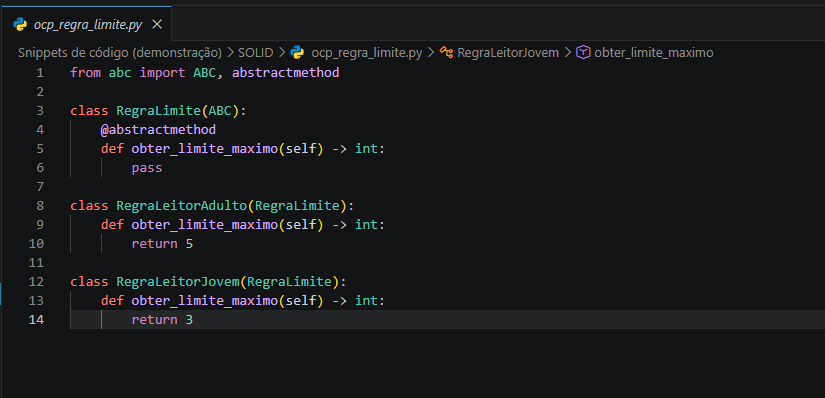 ocp_regra_limite.py ×
Snippets de código (demonstração) > SOLID > ocp_regra_limite.py > RegraLeitorJovem > obter_limite_maximo
1 from abc import ABC, abstractmethod
2
3 class RegraLimite(ABC):
4     @abstractmethod
5     def obter_limite_maximo(self) -> int:
6         pass
7
8 class RegraLeitorAdulto(RegraLimite):
9     def obter_limite_maximo(self) -> int:
10         return 5
11
12 class RegraLeitorJovem(RegraLimite):
13     def obter_limite_maximo(self) -> int:
14         return 3